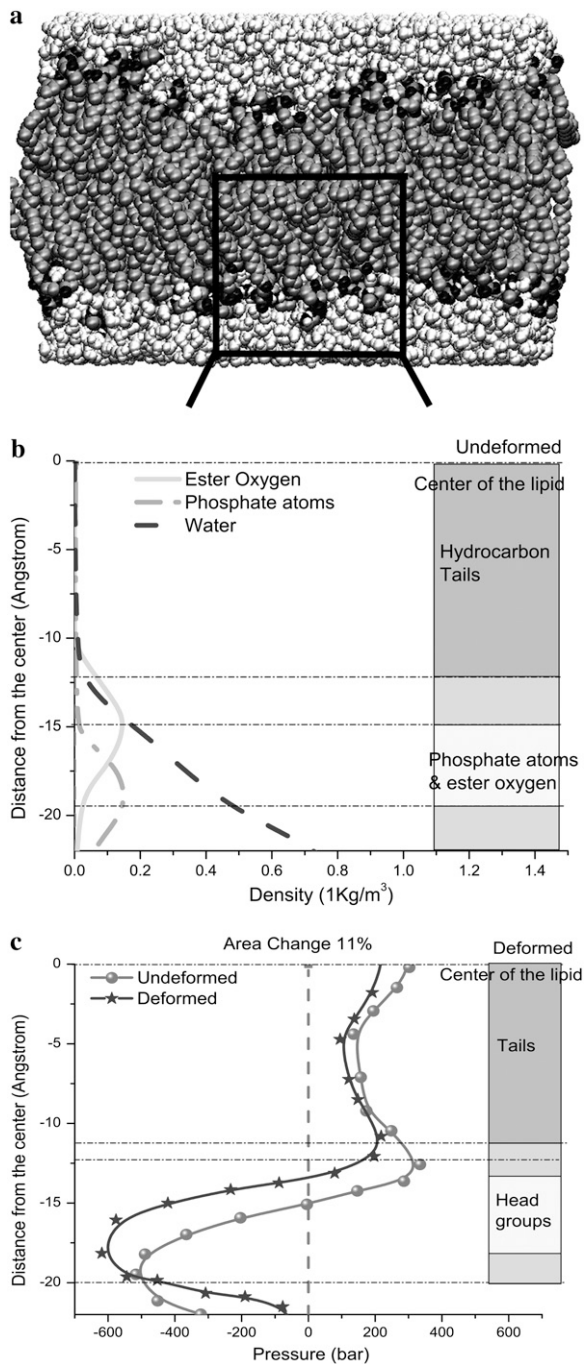 a
b
Undeformed
0
Ester Oxygen
Phosphate atoms
Water
Center of the lipid
Hydrocarbon
Tails
-5
-10
-15
-20
Distance from the center (Angstrom)
Phosphate atoms
& ester oxygen
0.0 0.2 0.4 0.6 0.8 1.0 1.2 1.4
Density (1Kg/m³)
c
Area Change 11%
Deformed
0
Undeformed
Deformed
Center of the lipid
Tails
-5
-10
-15
-20
Distance from the center (Angstrom)
Head
groups
-600 -400 -200 0 200 400 600
Pressure (bar)